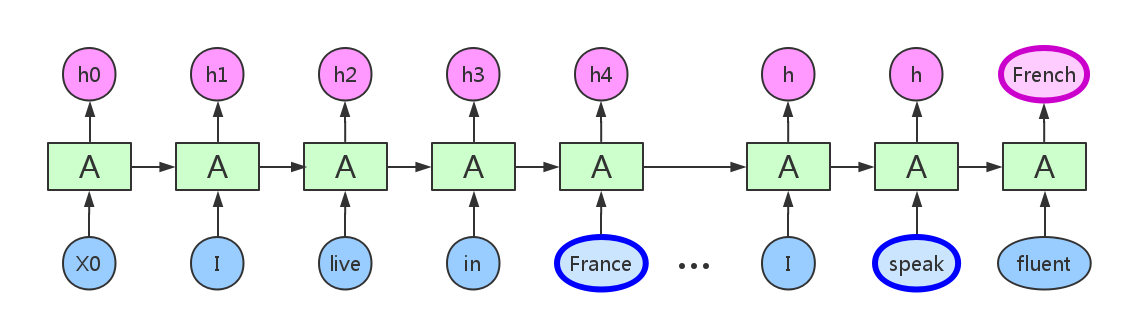 h0 h1 h2 h3 h4 h h French
A A A A A A A A
X0 I live in France ... I speak fluent